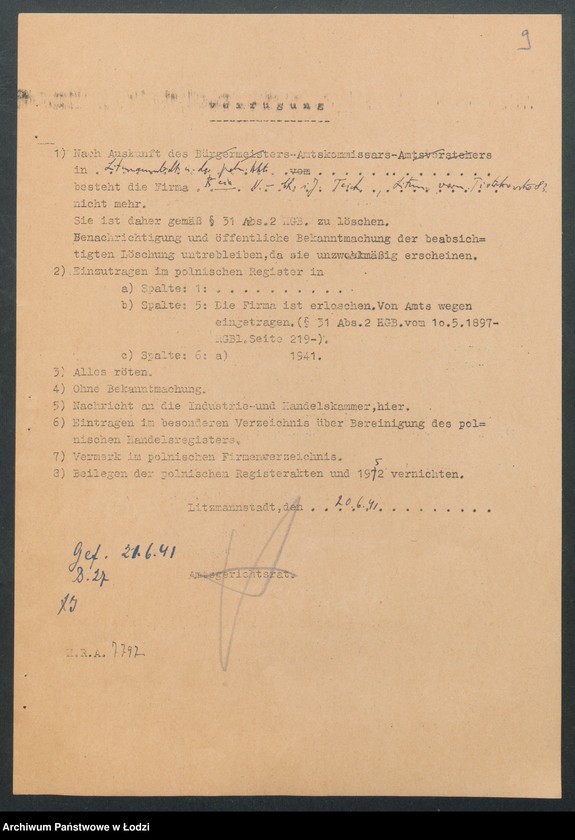 9
Verfügung
1) Nach Auskunft des Bürgermeisters-Amtskommissars-Amtsvorstehers
in . Litzmannstadt . vom . . . . . . . . . .
besteht die Firma
nicht mehr.
Sie ist daher gemäß § 31 Abs.2 HGB. zu löschen.
Benachrichtigung und öffentliche Bekanntmachung der beabsich=
tigten Löschung untrebleiben,da sie unzweckmäßig erscheinen.
2) Einzutragen im polnischen Register in
a) Spalte: 1: . . . . . . . . . .
b) Spalte: 5: Die Firma ist erloschen.Von Amts wegen
eingetragen.(§ 31 Abs.2 HGB.vom 1o.5.1897-
RGBl.Seite 219-).
c) Spalte: 6: a) 1941.
3) Alles röten.
4) Ohne Bekanntmachung.
5) Nachricht an die Industrie-und Handelskammer,hier.
6) Eintragen im besonderen Verzeichnis über Bereinigung des pol=
nischen Handelsregisters.
7) Vermerk im polnischen Firmenverzeichnis.
8) Beilegen der polnischen Registerakten und 1952 vernichten.
Litzmannstadt,den . . 20.6.41. . . . . . . . . .
Gef. 21.6.41
B.27
Amtsgerichtsrat.
H.R.A. 7797
Archiwum Państwowe w Łodzi